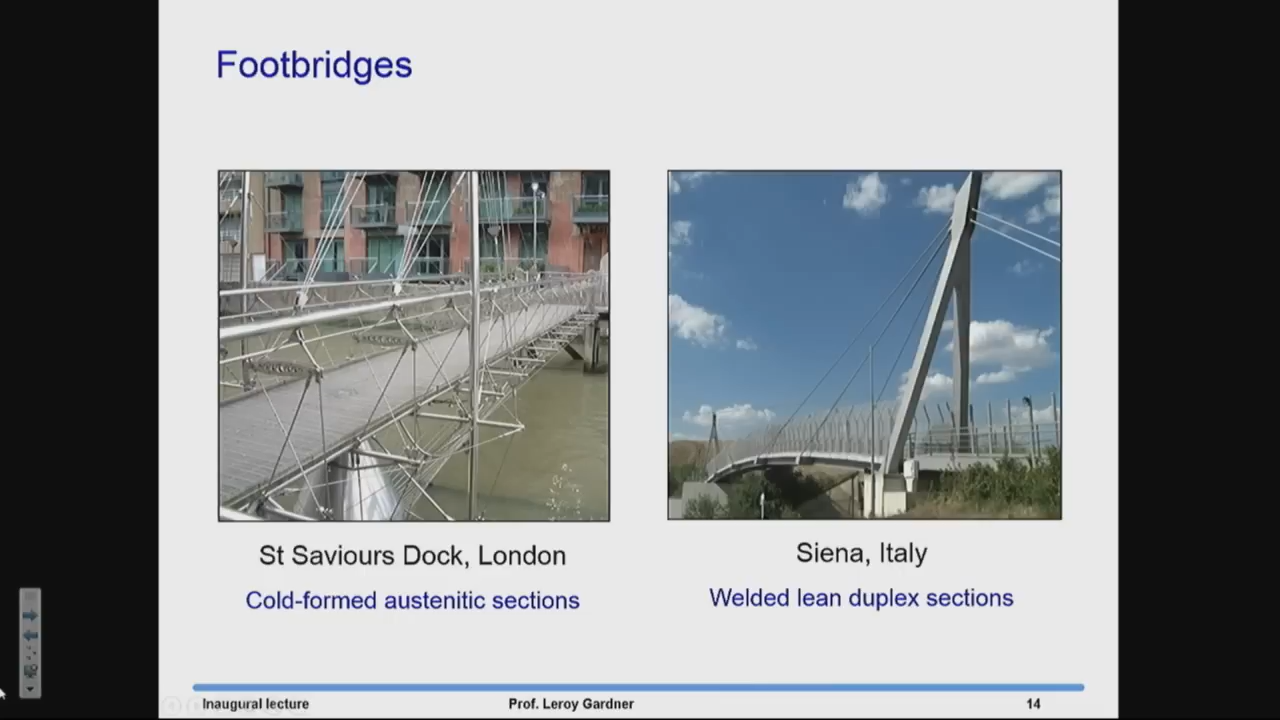 Footbridges
St Saviours Dock, London
Siena, Italy
Cold-formed austenitic sections
Welded lean duplex sections
Inaugural lecture
Prof. Leroy Gardner
14